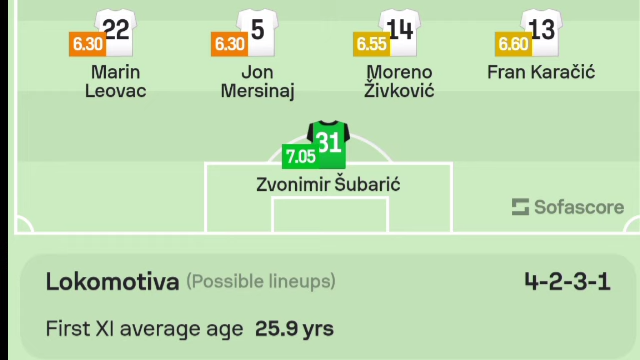 22 5 14 13
6.30 6.30 6.55 6.60
Marin Jon Moreno Fran Karačić
Leovac Mersinaj Živković
31
7.05
Zvonimir Šubarić
Sofascore
Lokomotiva (Possible lineups) 4-2-3-1
First XI average age 25.9 yrs